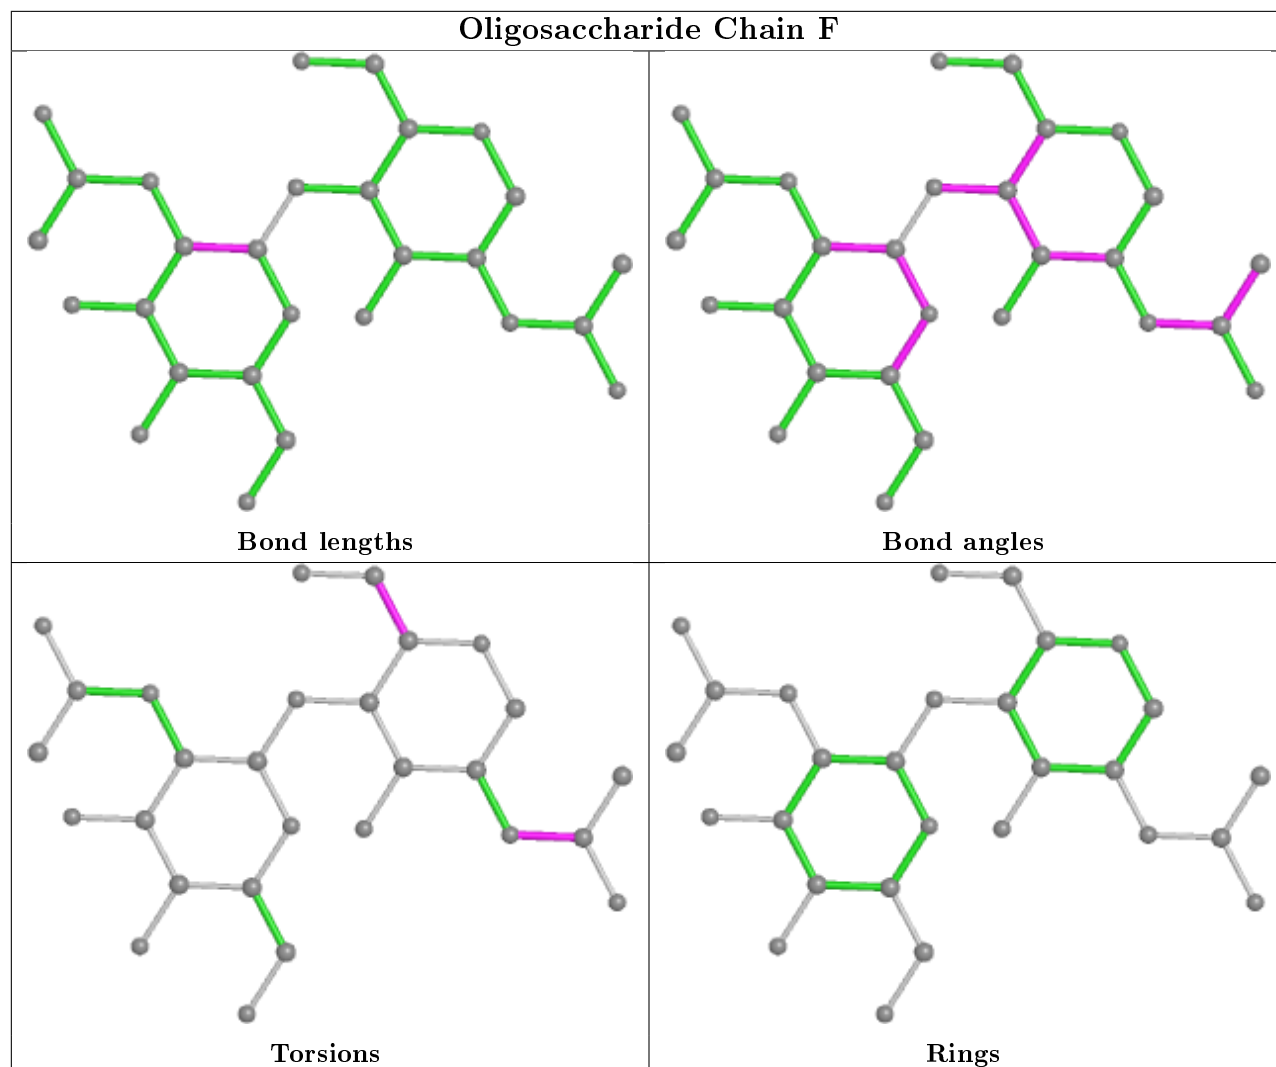 Oligosaccharide Chain F
Bond lengths
Bond angles
Torsions
Rings